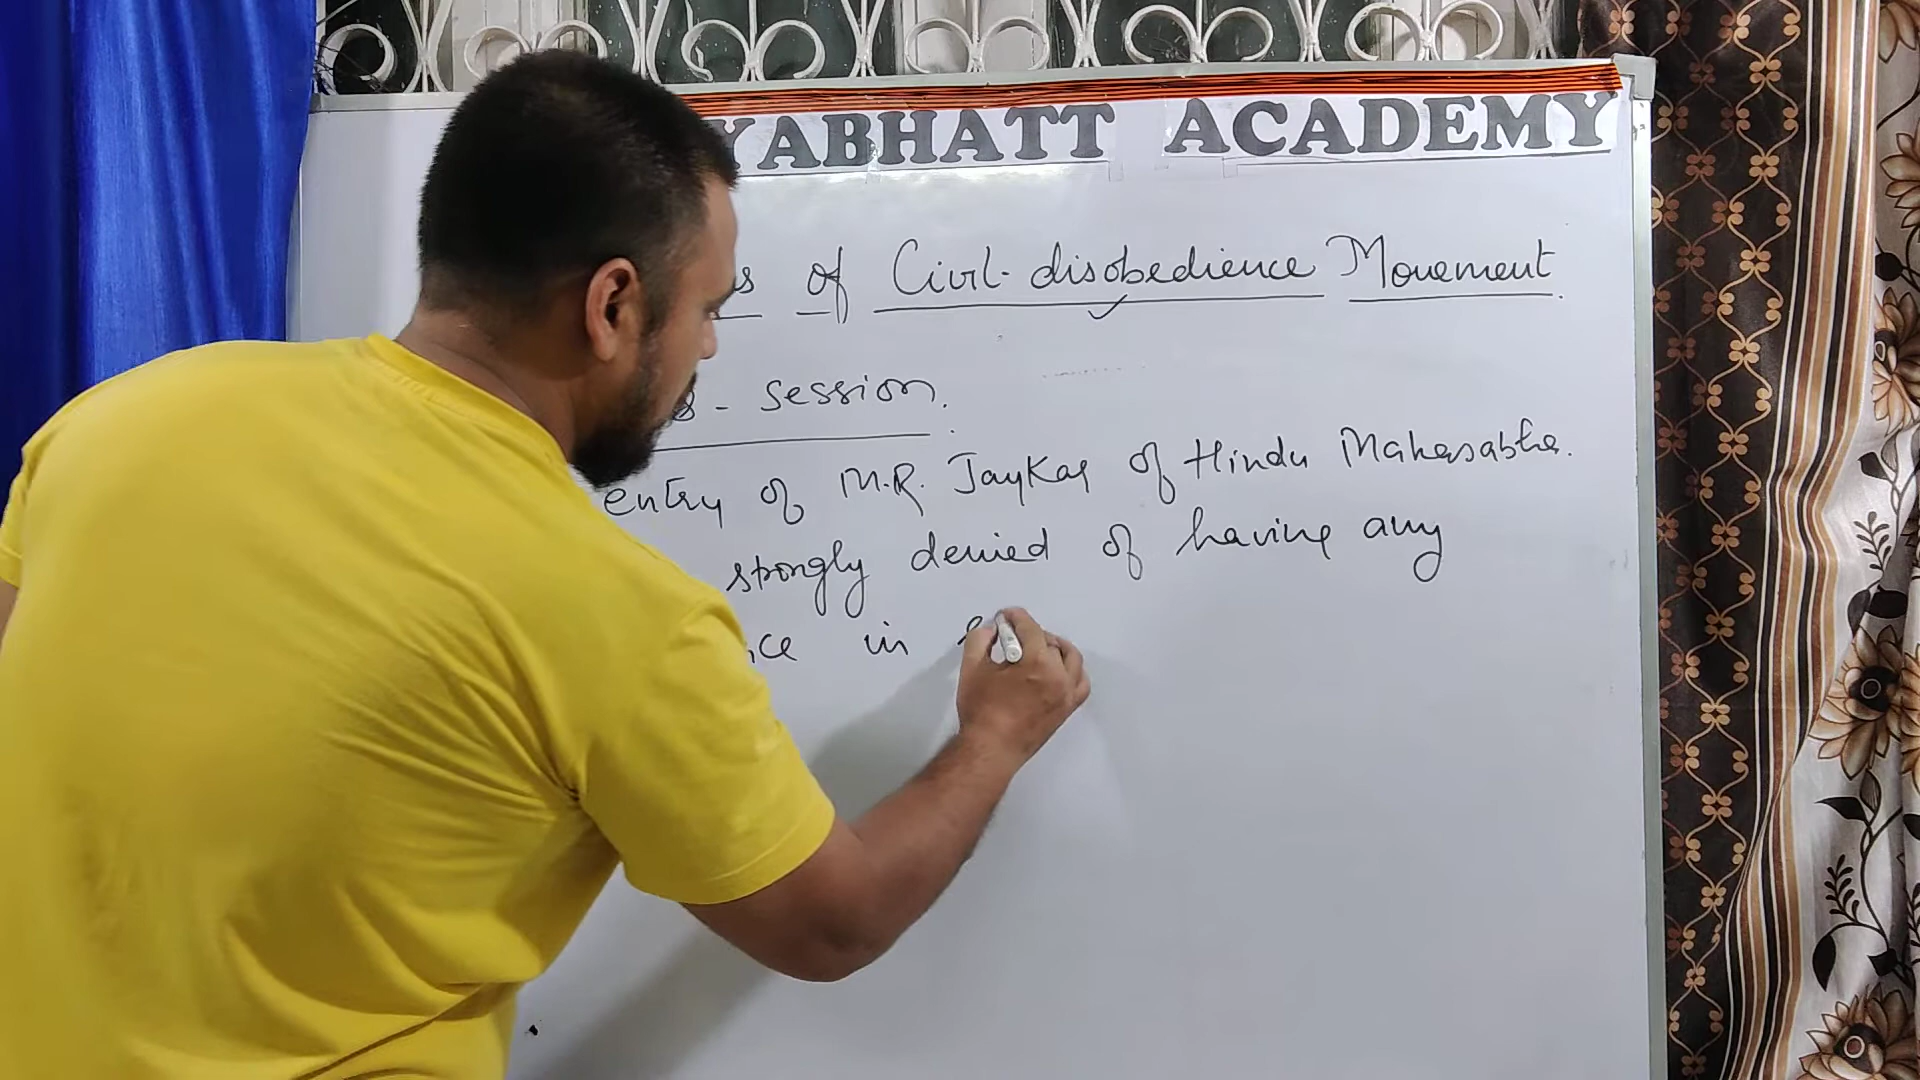 YABHATT ACADEMY
of Civil-disobedience Movement
- session.
entry of M.R. Jaykar of Hindu Mahasabha.
strongly denied of having any
in